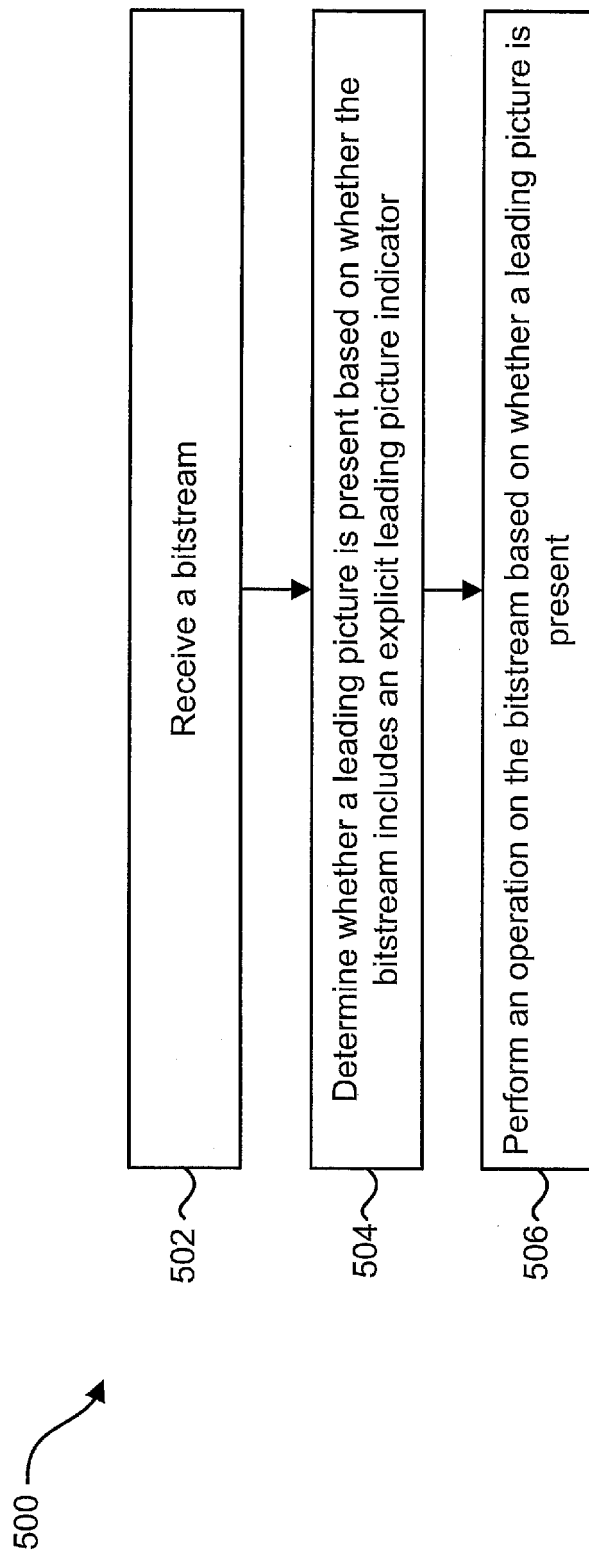 500
502
Receive a bitstream
504
Determine whether a leading picture is present based on whether the
bitstream includes an explicit leading picture indicator
506
Perform an operation on the bitstream based on whether a leading picture is
present